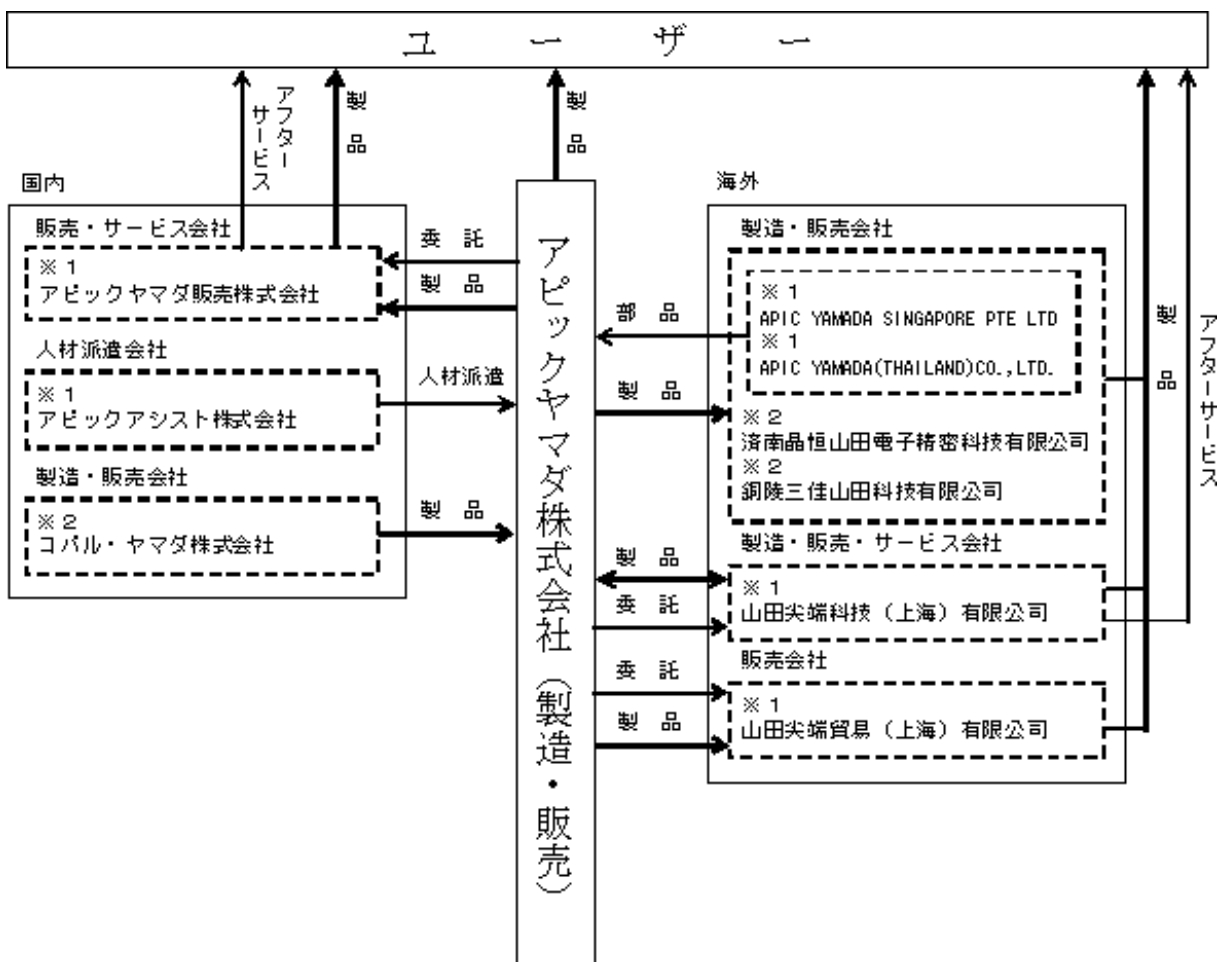 ユーザー
アフター
サービス
製品
製品
製品
アフターサービス
国内
販売・サービス会社
※1
アピックヤマダ販売株式会社
人材派遣会社
※1
アピックアシスト株式会社
製造・販売会社
※2
コパル・ヤマダ株式会社
委託
製品
人材派遣
製品
アピックヤマダ株式会社(製造・販売)
部品
製品
製品
委託
委託
製品
海外
製造・販売会社
※1
APIC YAMADA SINGAPORE PTE LTD
※1
APIC YAMADA(THAILAND)CO.,LTD.
※2
済南晶恒山田電子精密科技有限公司
※2
銅陵三佳山田科技有限公司
製造・販売・サービス会社
※1
山田尖端科技(上海)有限公司
販売会社
※1
山田尖端貿易(上海)有限公司